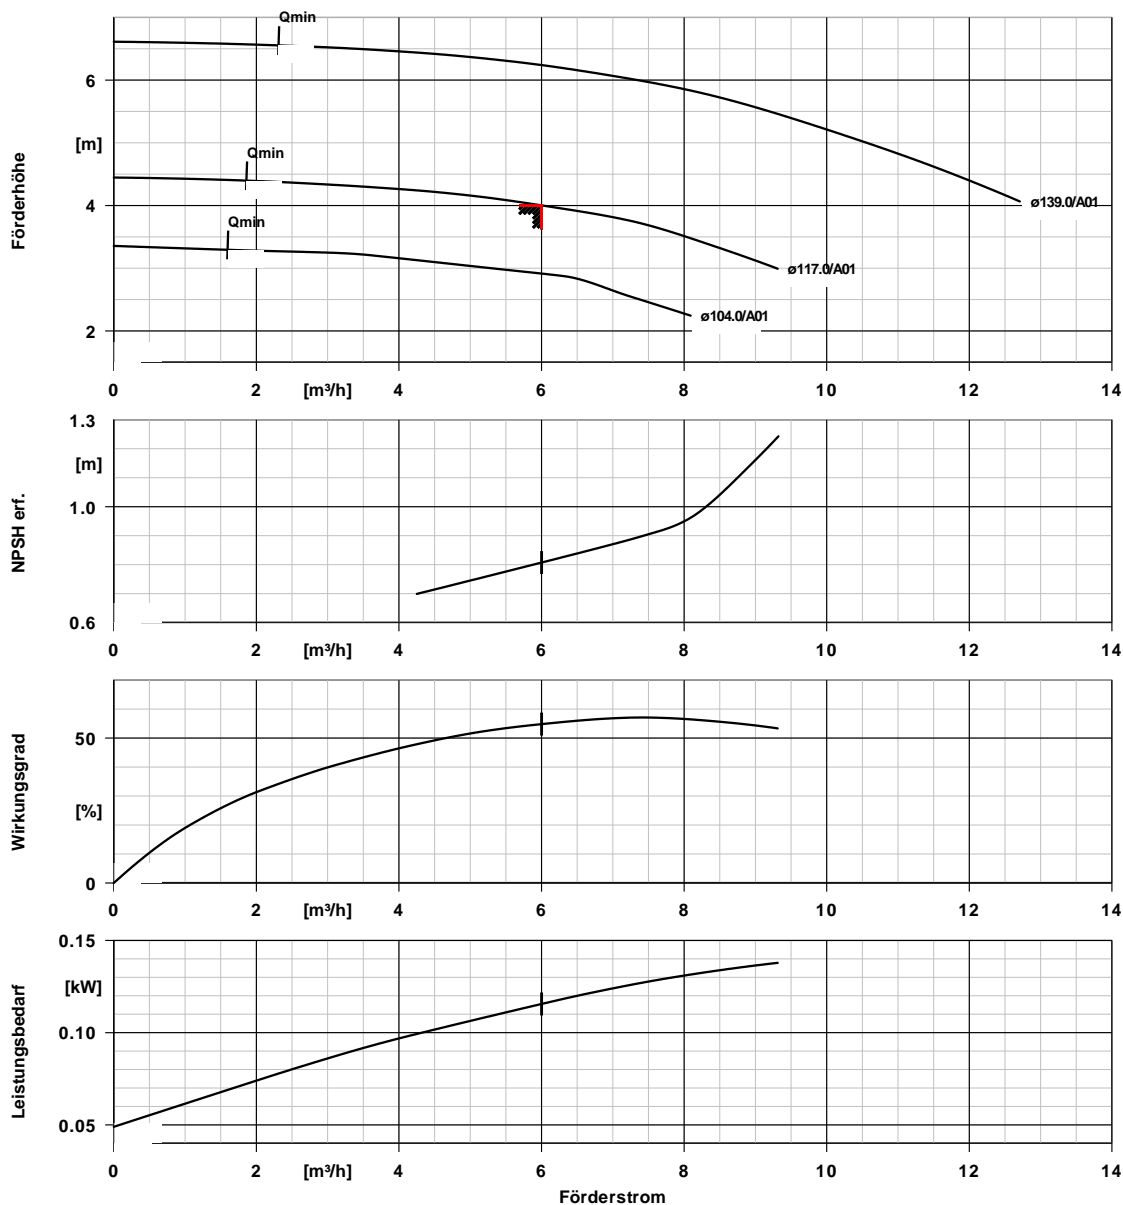 Qmin
6
[m]
Qmin
Förderhöhe
4
ø139.0/A01
Qmin
ø117.0/A01
ø104.0/A01
2
0 2 [m³/h] 4 6 8 10 12 14
1.3
[m]
1.0
NPSH erf.
0.6
0 2 [m³/h] 4 6 8 10 12 14
50
Wirkungsgrad
[%]
0
0 2 [m³/h] 4 6 8 10 12 14
0.15
[kW]
0.10
Leistungsbedarf
0.05
0 2 [m³/h] 4 6 8 10 12 14
Förderstrom